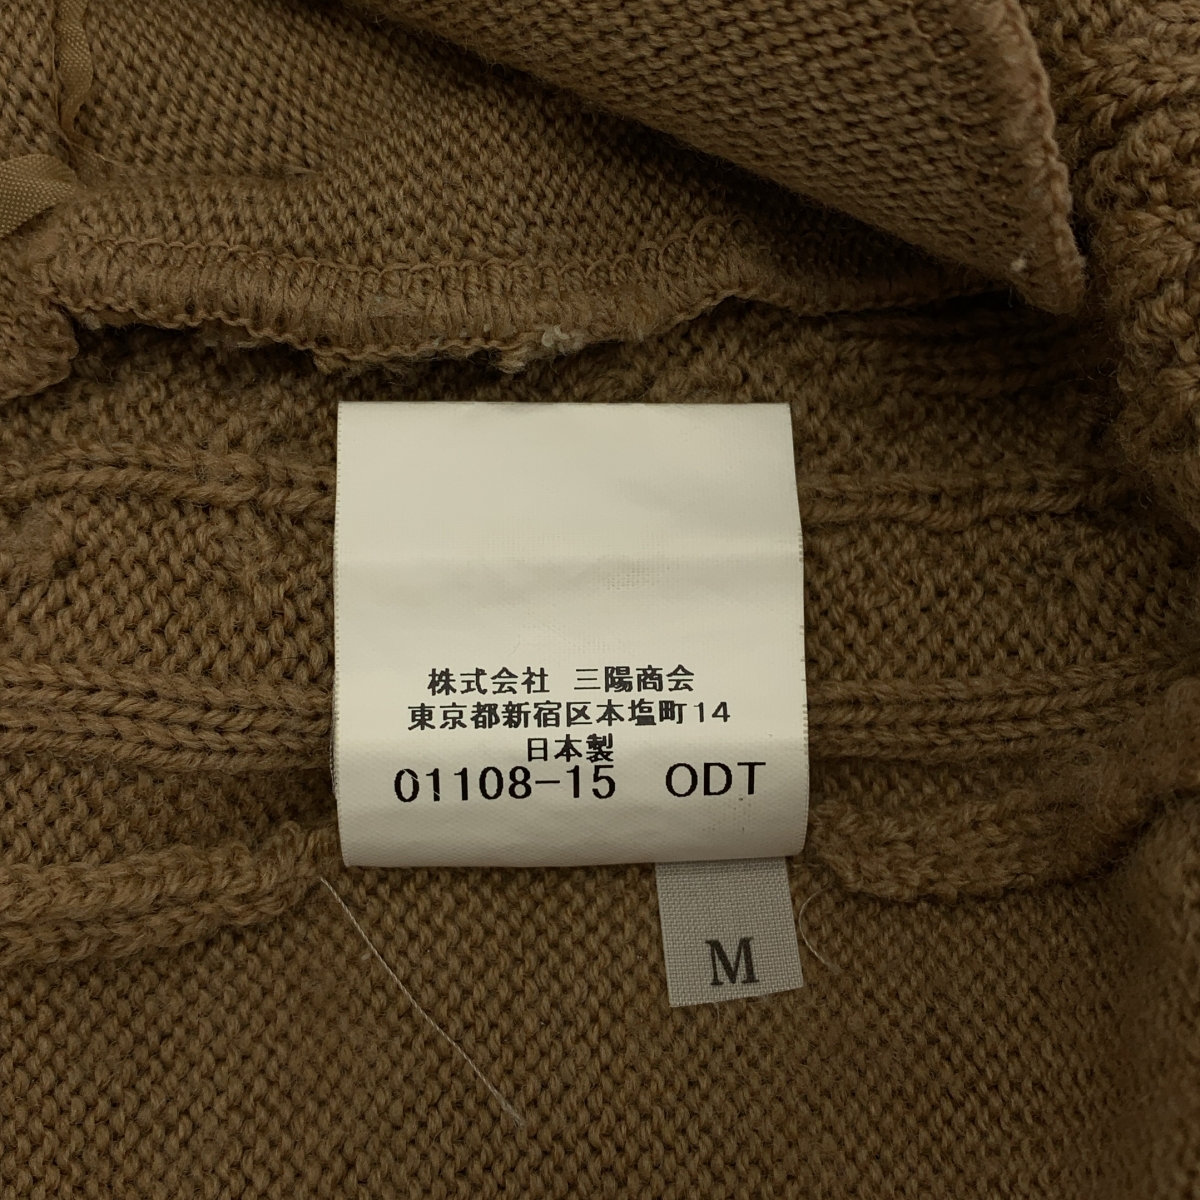 株式会社 三陽商会
東京都新宿区本塩町14
日本製
01108-15 ODT
M